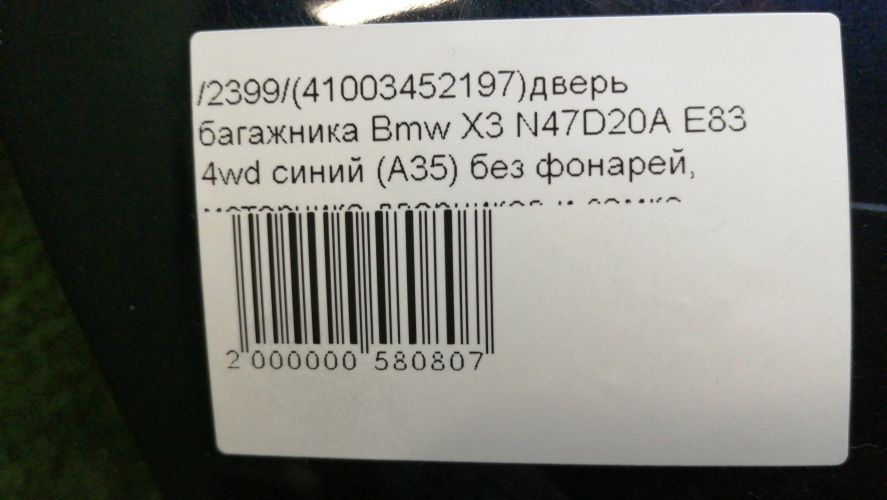 /2399/(41003452197)дверь
багажника Bmw X3 N47D20A E83
4wd синий (A35) без фонарей,
2 000000 580807